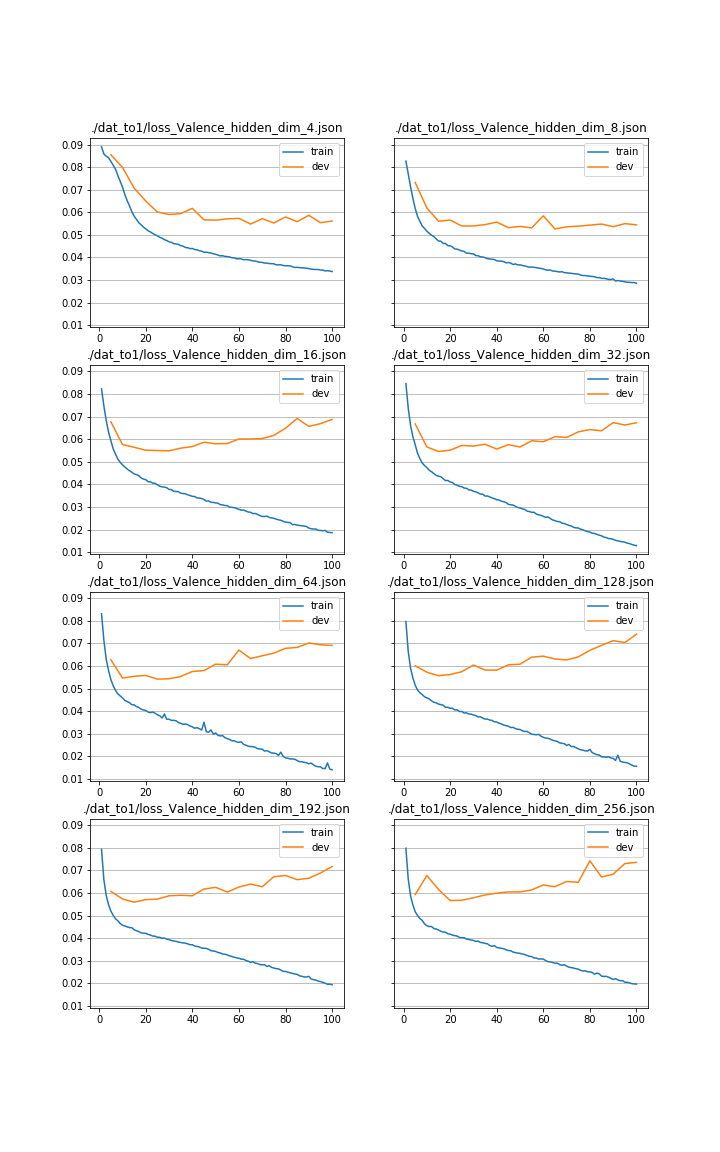 ./dat_to1/loss_Valence_hidden_dim_4.json
./dat_to1/loss_Valence_hidden_dim_8.json
0.09
0.08
0.07
0.06
0.05
0.04
0.03
0.02
0.01
train
dev
train
dev
0 20 40 60 80 100
0 20 40 60 80 100
./dat_to1/loss_Valence_hidden_dim_16.json
./dat_to1/loss_Valence_hidden_dim_32.json
0.09
0.08
0.07
0.06
0.05
0.04
0.03
0.02
0.01
train
dev
train
dev
0 20 40 60 80 100
0 20 40 60 80 100
./dat_to1/loss_Valence_hidden_dim_64.json
./dat_to1/loss_Valence_hidden_dim_128.json
0.09
0.08
0.07
0.06
0.05
0.04
0.03
0.02
0.01
train
dev
train
dev
0 20 40 60 80 100
0 20 40 60 80 100
./dat_to1/loss_Valence_hidden_dim_192.json
./dat_to1/loss_Valence_hidden_dim_256.json
0.09
0.08
0.07
0.06
0.05
0.04
0.03
0.02
0.01
train
dev
train
dev
0 20 40 60 80 100
0 20 40 60 80 100